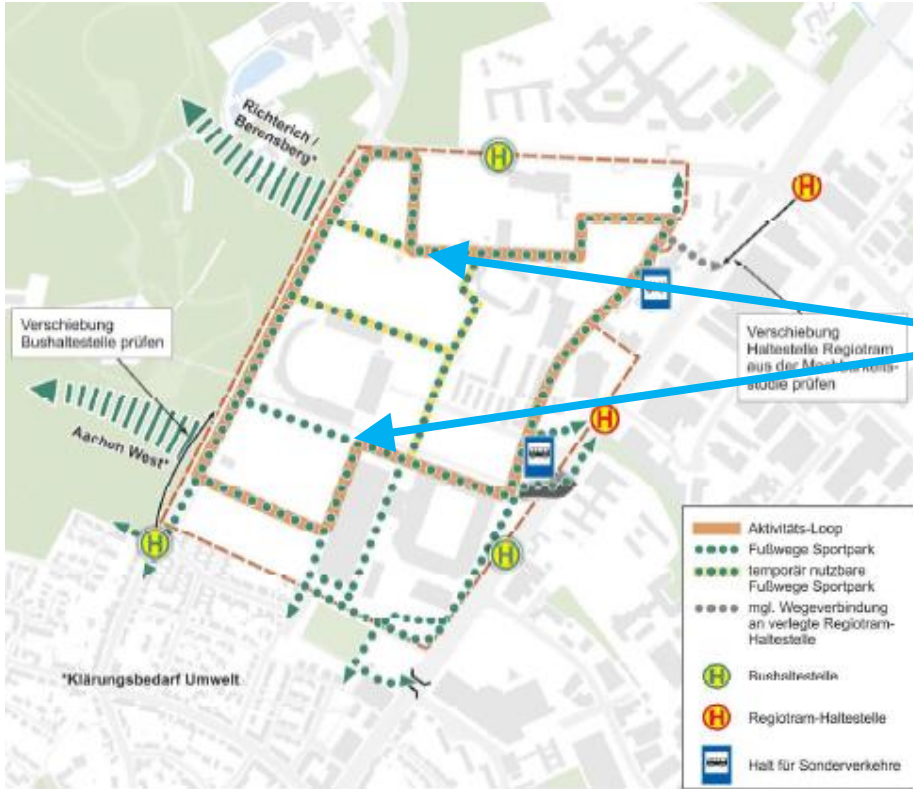 Richterich /
Berensberg*
H
H
Verschiebung
Bushaltestelle prüfen
Verschiebung
Haltestelle Regiotram
aus der Machbarkeits-
studie prüfen
Aachen West*
H
H
H
Aktivitäts-Loop
Fußwege Sportpark
temporär nutzbare
Fußwege Sportpark
mgl. Wegeverbindung
an verlegte Regiotram-
Haltestelle
*Klärungsbedarf Umwelt
H Bushaltestelle
H Regiotram-Haltestelle
Halt für Sonderverkehre